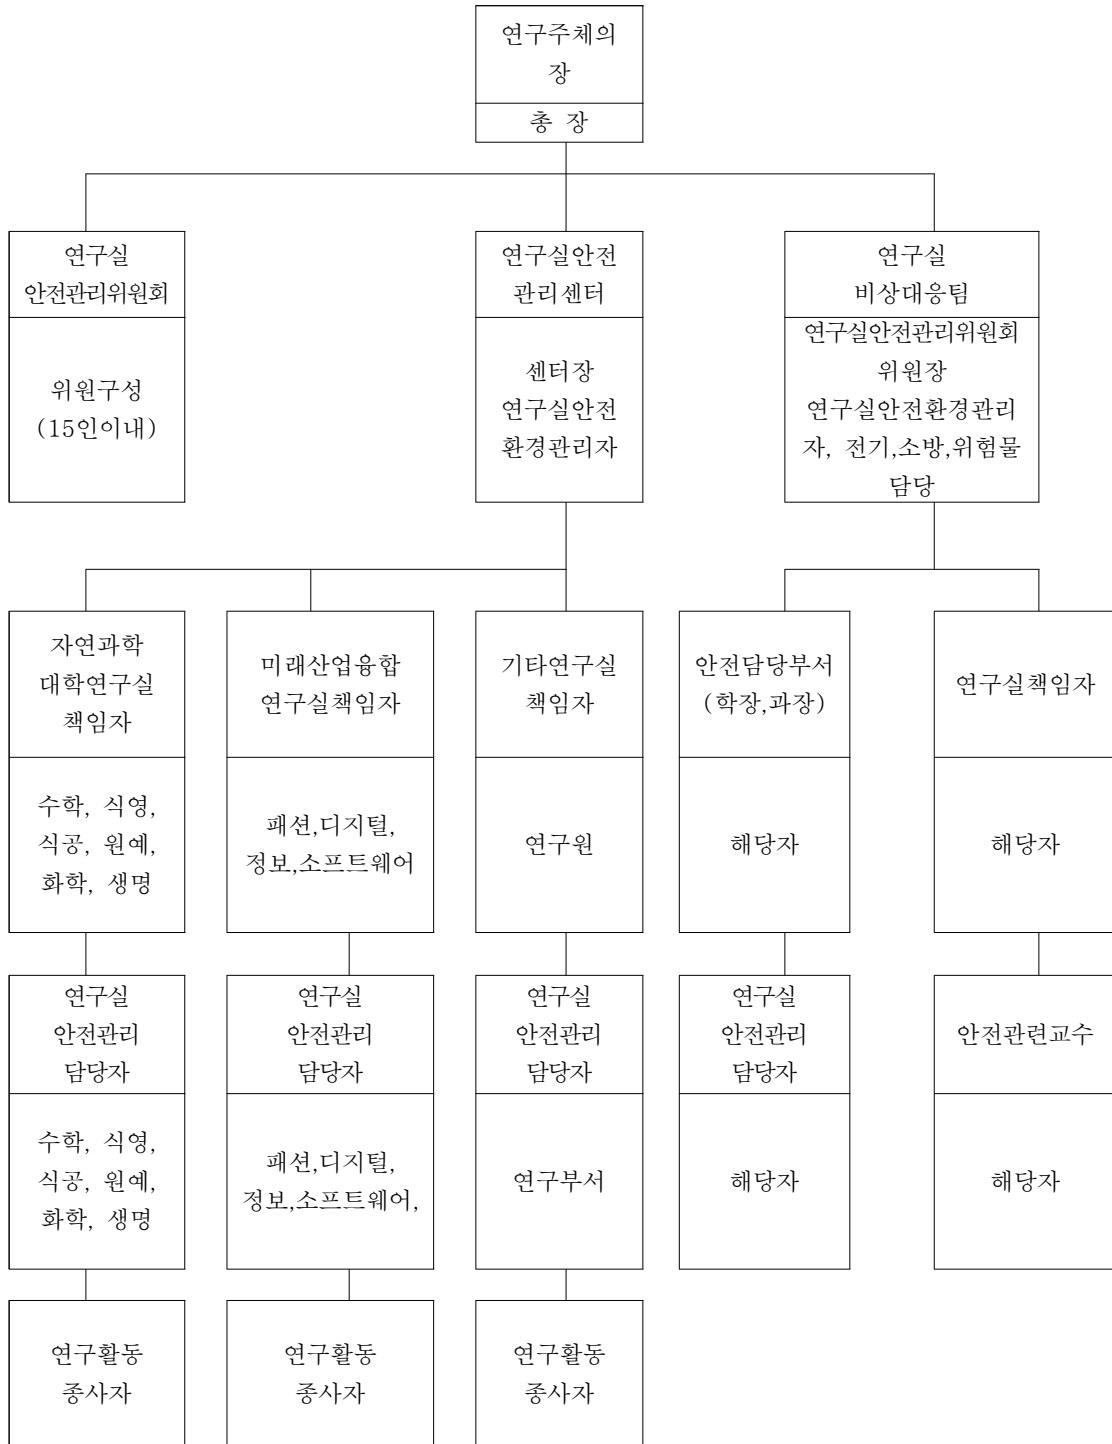 연구주체의
장
총 장
연구실
안전관리위원회
위원구성
(15인이내)
연구실안전
관리센터
센터장
연구실안전
환경관리자
연구실
비상대응팀
연구실안전관리위원회
위원장
연구실안전환경관리
자, 전기,소방,위험물
담당
자연과학
대학연구실
책임자
수학, 식영,
식공, 원예,
화학, 생명
미래산업융합
연구실책임자
패션,디지털,
정보,소프트웨어
기타연구실
책임자
연구원
안전담당부서
(학장,과장)
해당자
연구실책임자
해당자
연구실
안전관리
담당자
수학, 식영,
식공, 원예,
화학, 생명
연구실
안전관리
담당자
패션,디지털,
정보,소프트웨어,
연구실
안전관리
담당자
연구부서
연구실
안전관리
담당자
해당자
안전관련교수
해당자
연구활동
종사자
연구활동
종사자
연구활동
종사자